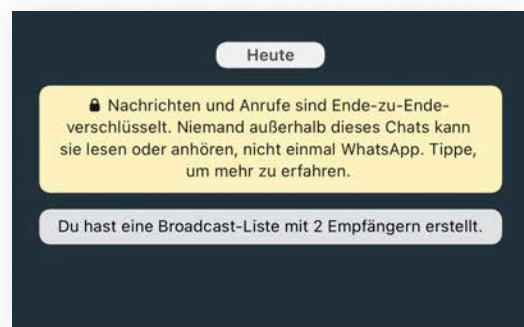 Heute
Nachrichten und Anrufe sind Ende-zu-Ende-
verschlüsselt. Niemand außerhalb dieses Chats kann
sie lesen oder anhören, nicht einmal WhatsApp. Tippe,
um mehr zu erfahren.
Du hast eine Broadcast-Liste mit 2 Empfängern erstellt.